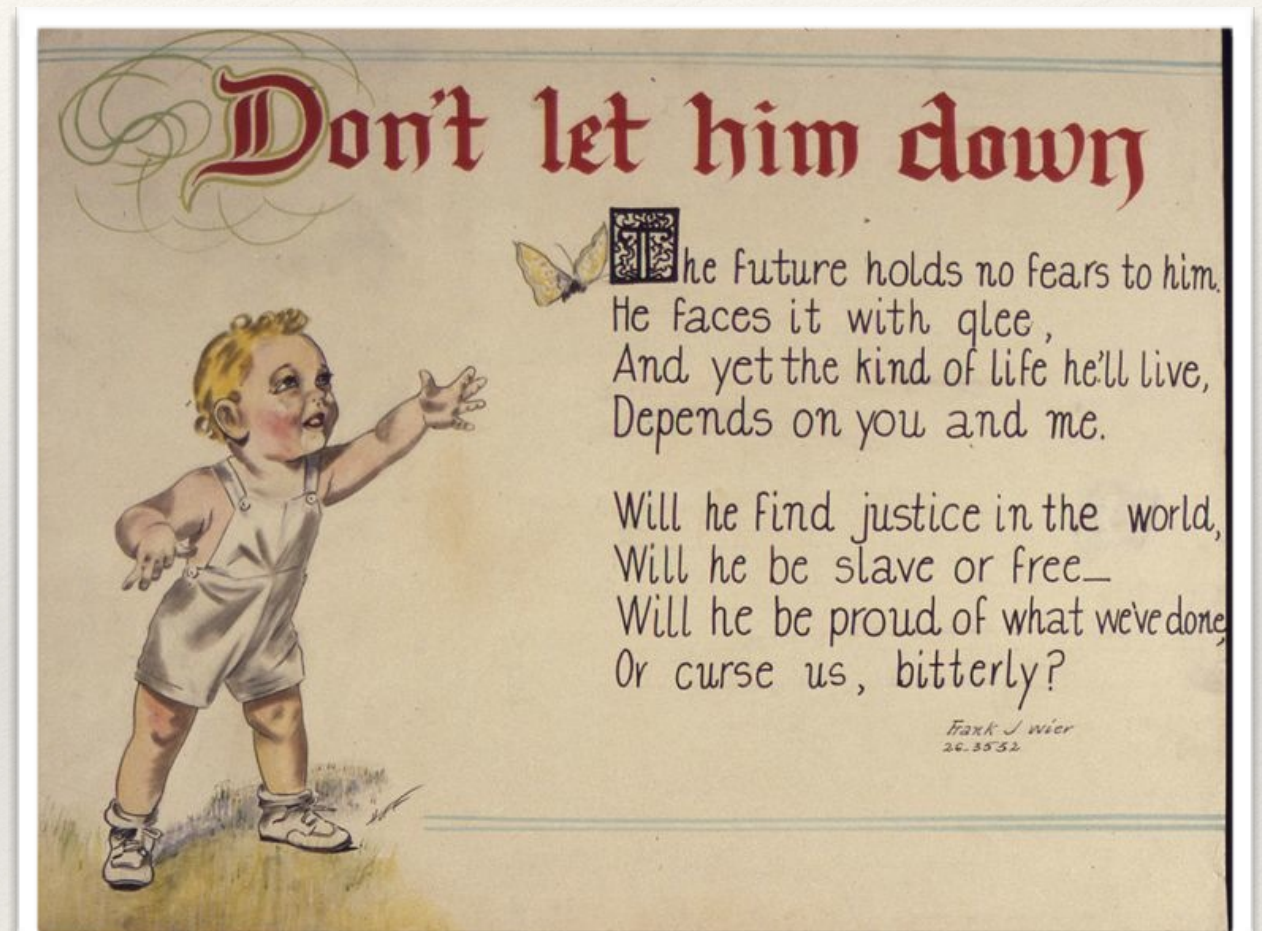 Don't let him down
The future holds no fears to him.
He faces it with glee,
And yet the kind of life he'll live,
Depends on you and me.
Will he find justice in the world,
Will he be slave or free_
Will he be proud of what we've done,
Or curse us, bitterly?
Frank J Wier
26-3552